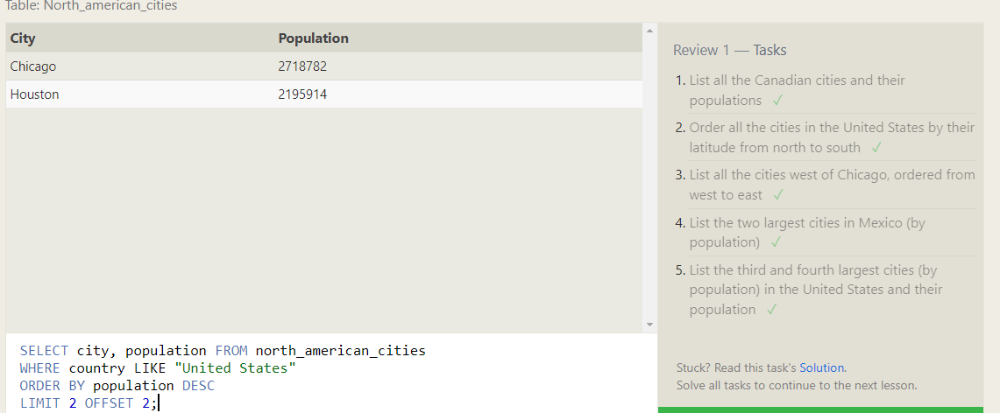 Table: North_american_cities
City Population
Chicago 2718782
Houston 2195914
SELECT city, population FROM north_american_cities
WHERE country LIKE "United States"
ORDER BY population DESC
LIMIT 2 OFFSET 2;
Review 1 — Tasks
1. List all the Canadian cities and their
populations ✓
2. Order all the cities in the United States by their
latitude from north to south ✓
3. List all the cities west of Chicago, ordered from
west to east ✓
4. List the two largest cities in Mexico (by
population) ✓
5. List the third and fourth largest cities (by
population) in the United States and their
population ✓
Stuck? Read this task's Solution.
Solve all tasks to continue to the next lesson.